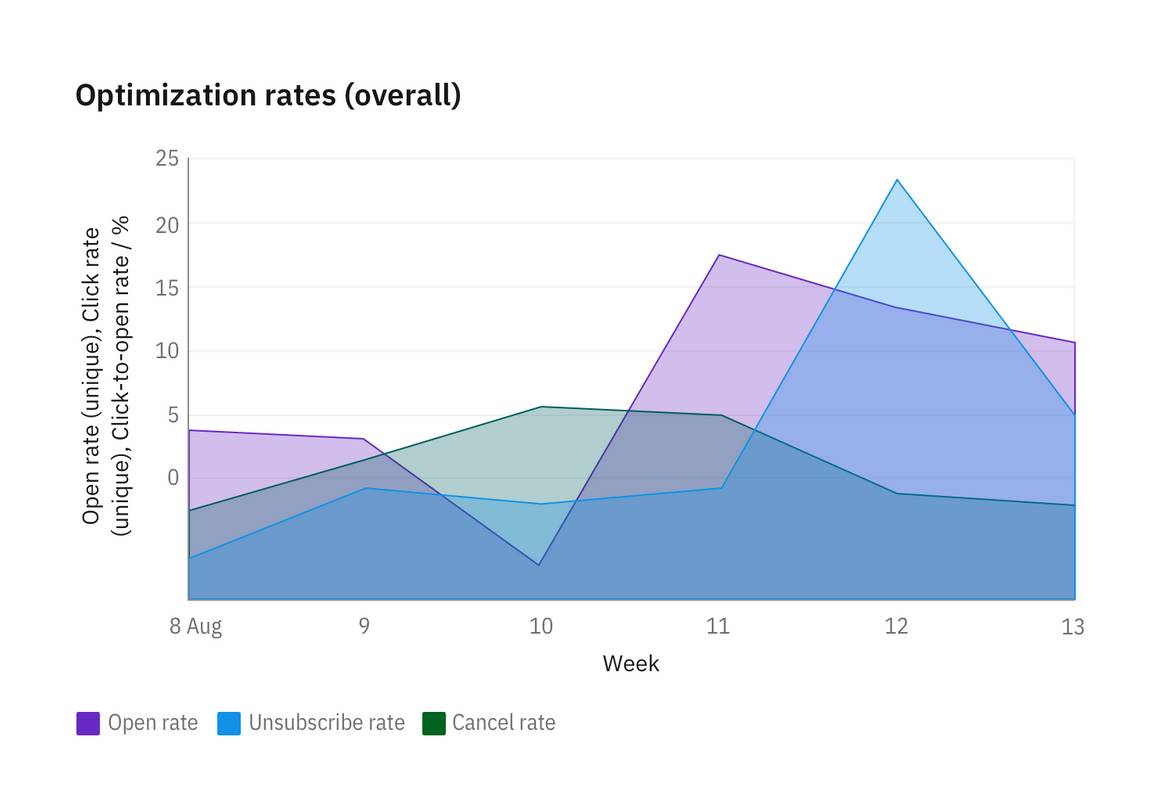 Optimization rates (overall)
Open rate (unique), Click rate
(unique), Click-to-open rate / %
25
20
15
10
5
0
8 Aug 9 10 11 12 13
Week
Open rate Unsubscribe rate Cancel rate